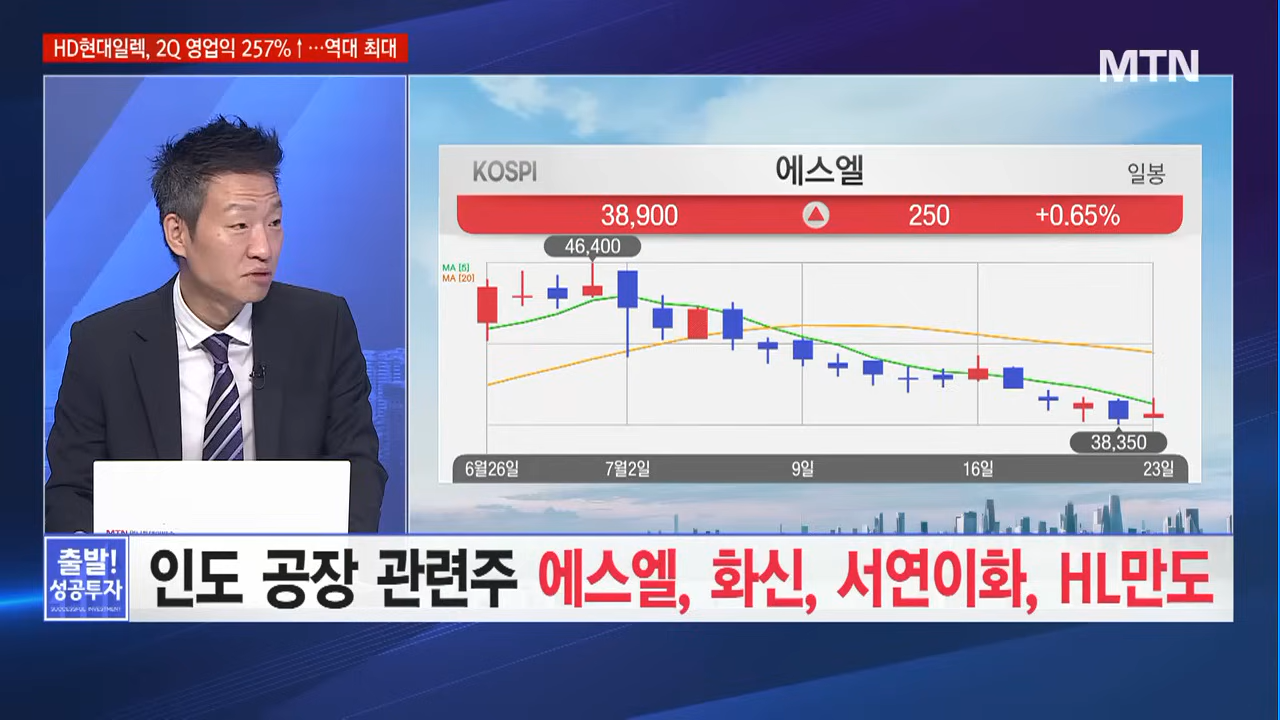 HD현대일렉, 2Q 영업익 257%↑…역대 최대
MTN
KOSPI 에스엘 일봉
38,900 250 +0.65%
46,400
MA [5]
MA [20]
38,350
6월26일 7월2일 9일 16일 23일
MTN
출발!
성공투자
SUCCESSFUL INVESTMENT
인도 공장 관련주 에스엘, 화신, 서연이화, HL만도